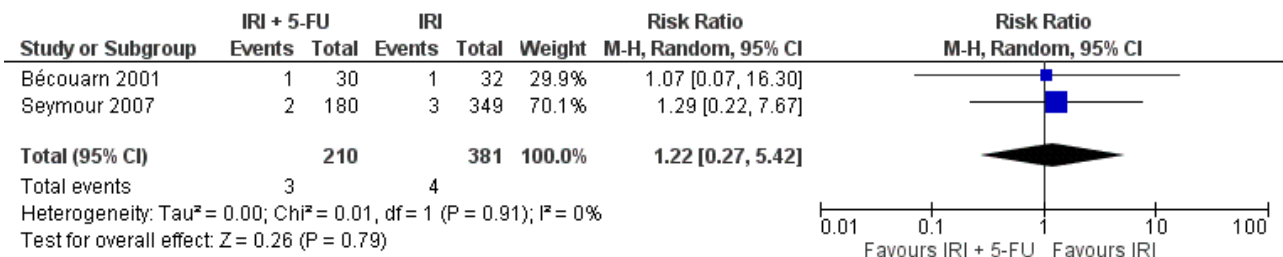 IRI + 5-FU IRI Risk Ratio Risk Ratio
Study or Subgroup Events Total Events Total Weight M-H, Random, 95% CI M-H, Random, 95% CI
Bécouarn 2001 1 30 1 32 29.9% 1.07 [0.07, 16.30]
Seymour 2007 2 180 3 349 70.1% 1.29 [0.22, 7.67]
Total (95% CI) 210 381 100.0% 1.22 [0.27, 5.42]
Total events 3 4
Heterogeneity: Tau² = 0.00; Chi² = 0.01, df = 1 (P = 0.91); I² = 0%
Test for overall effect: Z = 0.26 (P = 0.79)
0.01 0.1 1 10 100
Favours IRI + 5-FU Favours IRI